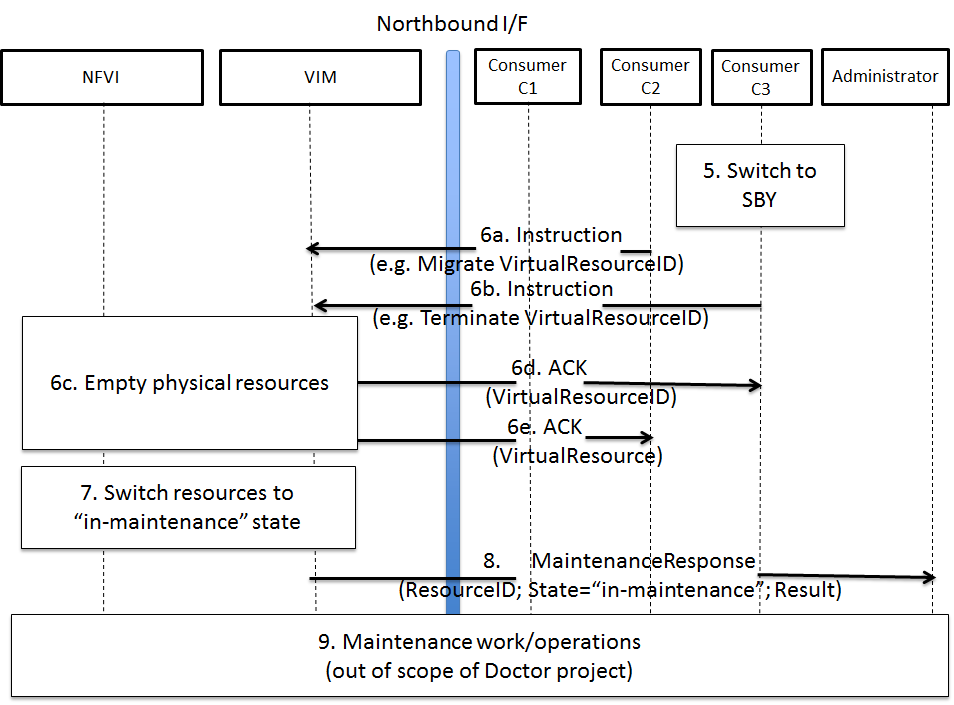 Northbound I/F
NFVI
VIM
Consumer
C1
Consumer
C2
Consumer
C3
Administrator
5. Switch to
SBY
6a. Instruction
(e.g. Migrate VirtualResourceID)
6b. Instruction
(e.g. Terminate VirtualResourceID)
6c. Empty physical resources
6d. ACK
(VirtualResourceID)
6e. ACK
(VirtualResource)
7. Switch resources to
“in-maintenance” state
8. MaintenanceResponse
(ResourceID; State=“in-maintenance”; Result)
9. Maintenance work/operations
(out of scope of Doctor project)